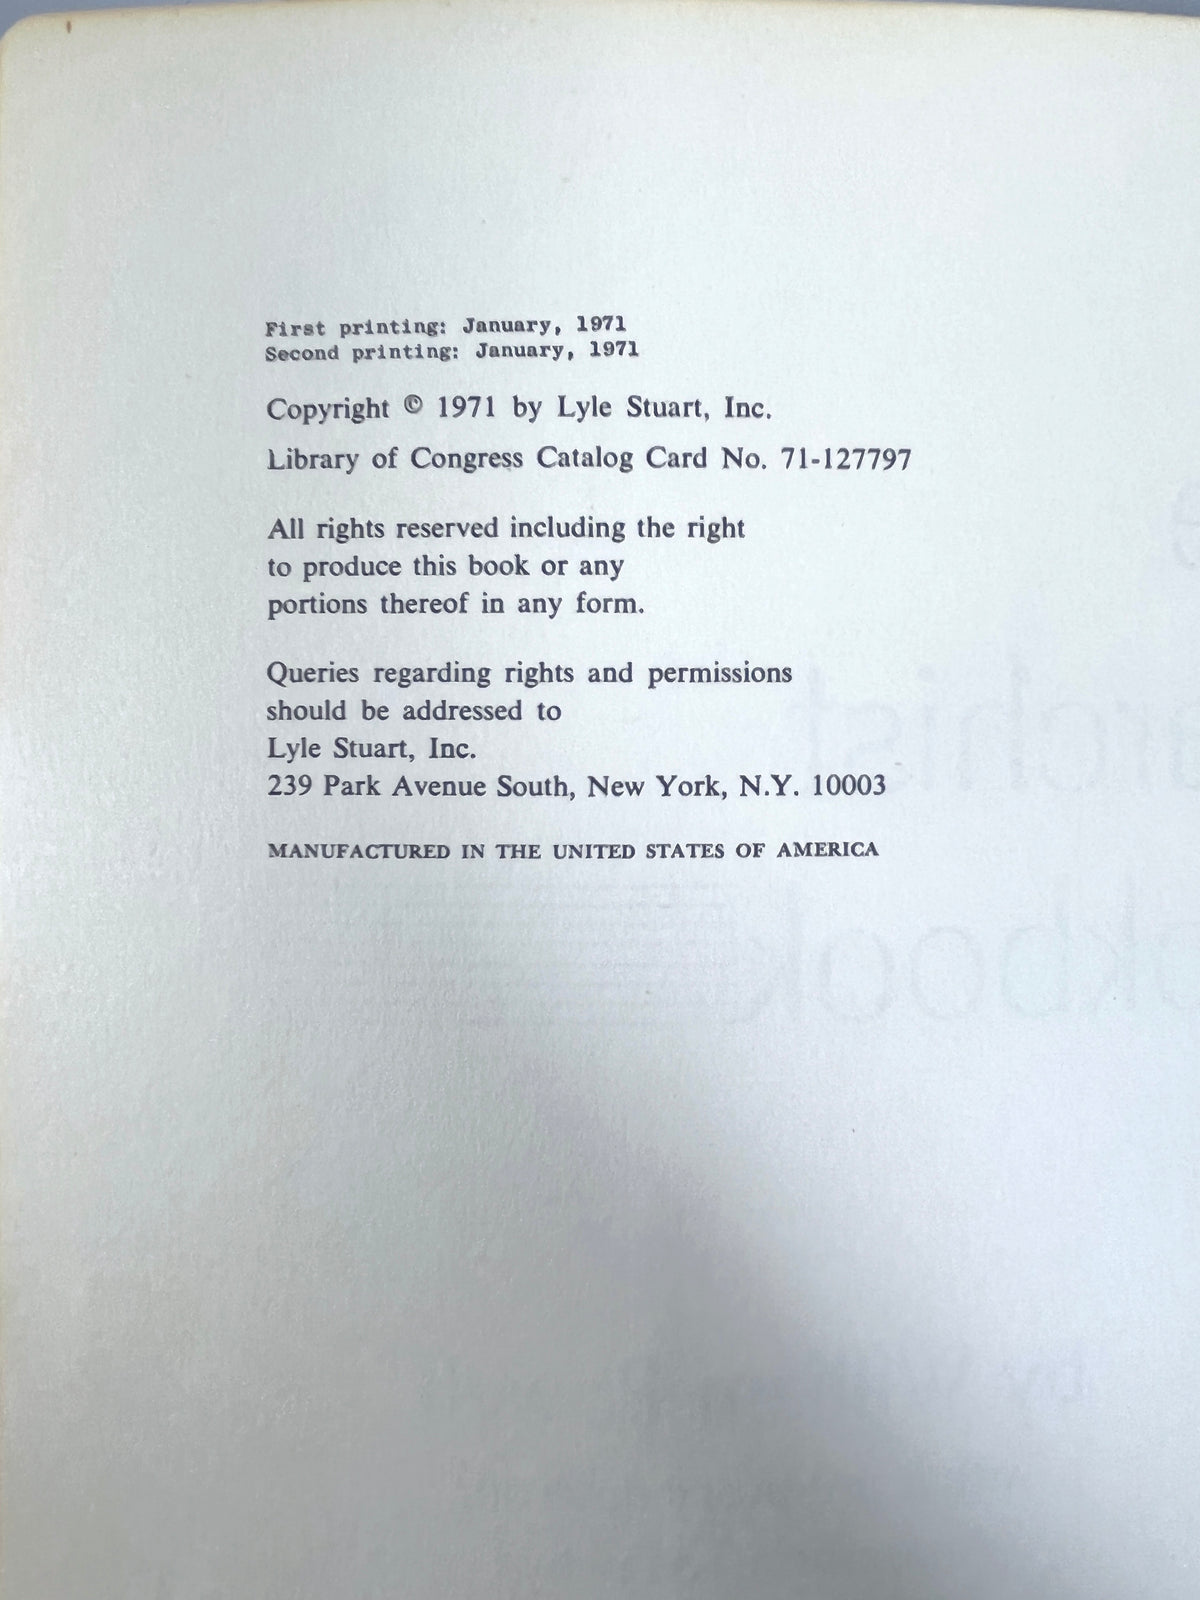 First printing: January, 1971
Second printing: January, 1971
Copyright © 1971 by Lyle Stuart, Inc.
Library of Congress Catalog Card No. 71-127797
All rights reserved including the right
to produce this book or any
portions thereof in any form.
Queries regarding rights and permissions
should be addressed to
Lyle Stuart, Inc.
239 Park Avenue South, New York, N.Y. 10003
MANUFACTURED IN THE UNITED STATES OF AMERICA